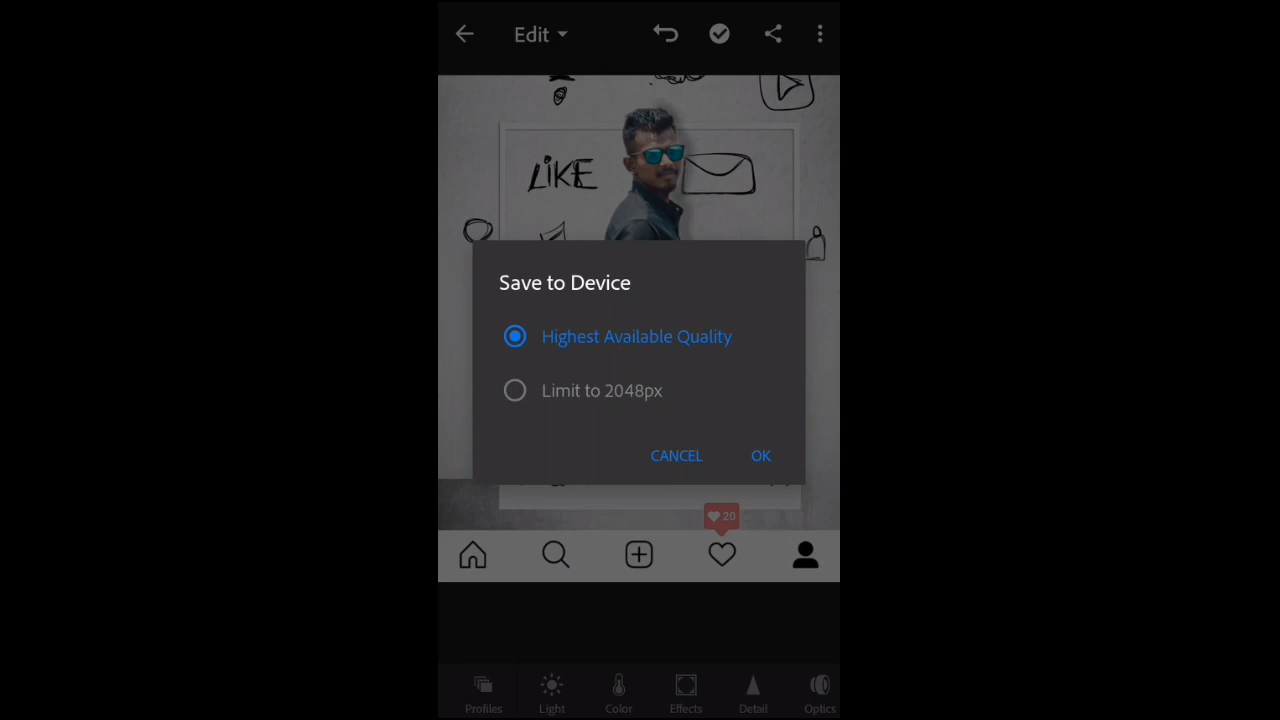 Edit
LIKE
Save to Device
Highest Available Quality
Limit to 2048px
CANCEL OK
20
Profiles Light Color Effects Detail Optics